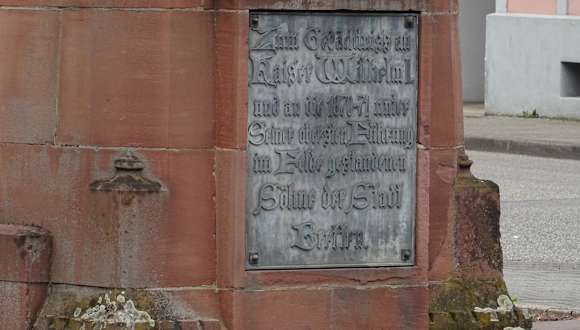 Zum Gedächtniss an
Kaiser Wilhelm I.
und an die 1870-71 unter
Seiner obersten Führung
im Felde gestandenen
Söhne der Stadt
Bretten.